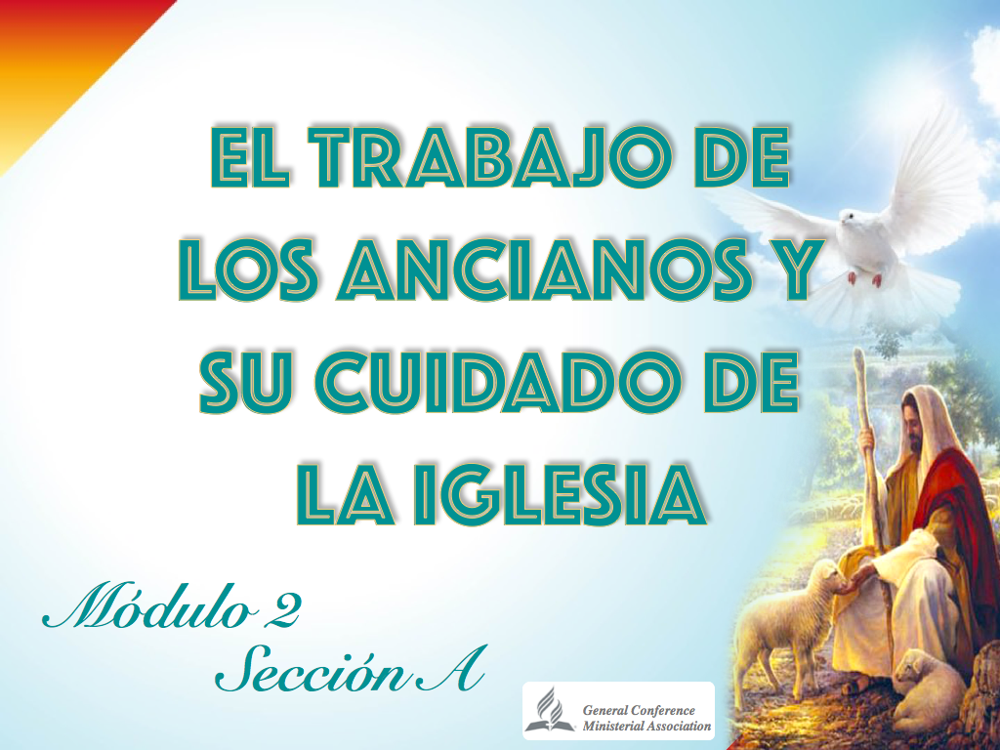 EL TRABAJO DE
LOS ANCIANOS Y
SU CUIDADO DE
LA IGLESIA
Módulo 2
Sección A
General Conference
Ministerial Association